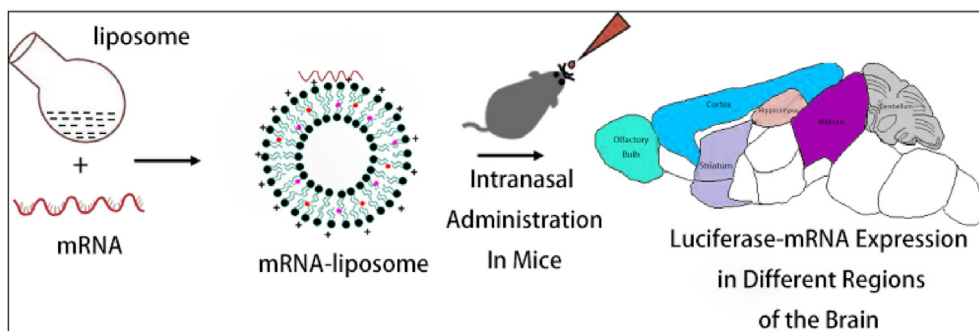 liposome
+
mRNA
mRNA-liposome
Intranasal
Administration
In Mice
Olfactory
Bulb
Cortex
Striatum
Hippocampus
Midbrain
Cerebellum
Luciferase-mRNA Expression
in Different Regions
of the Brain